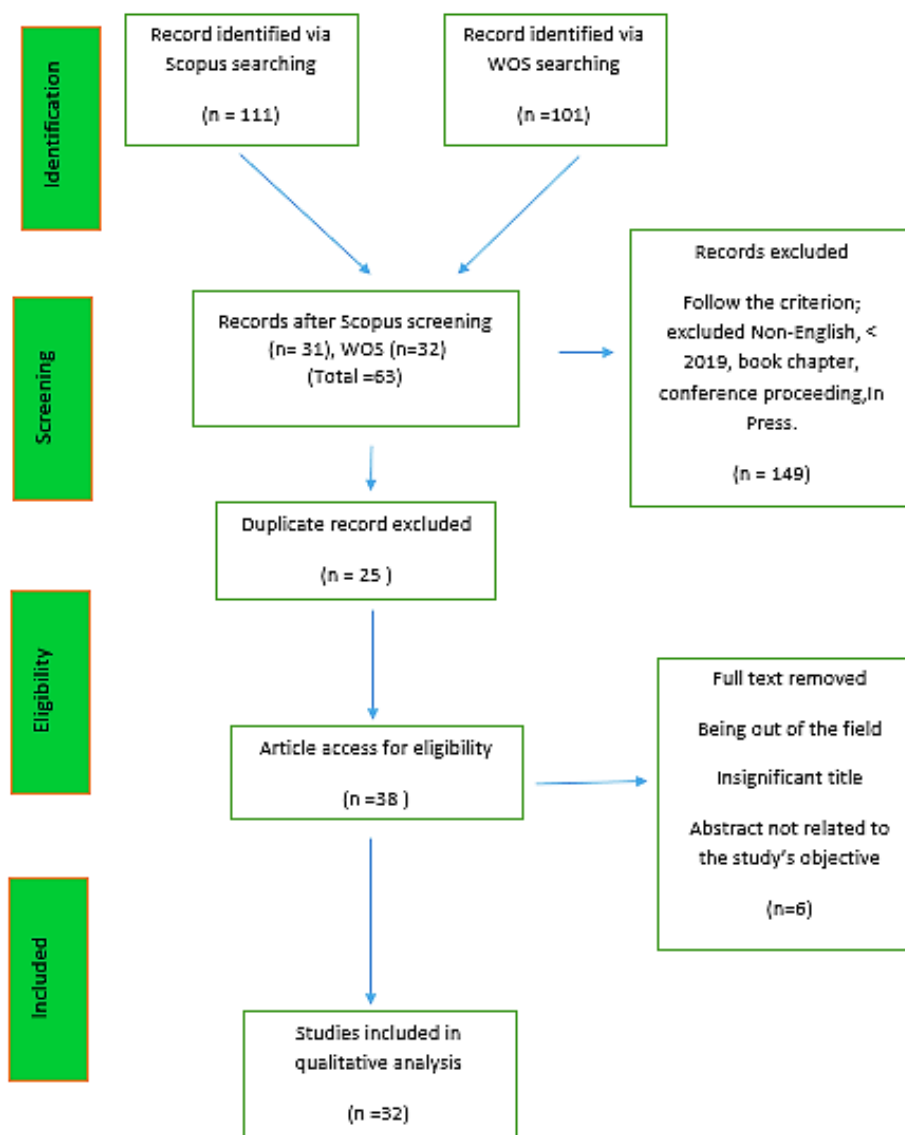 Identification
Record identified via
Scopus searching
(n = 111)
Record identified via
WOS searching
(n =101)
Screening
Records after Scopus screening
(n= 31), WOS (n=32)
(Total =63)
Records excluded
Follow the criterion;
excluded Non-English, <
2019, book chapter,
conference proceeding,In
Press.
(n = 149)
Duplicate record excluded
(n = 25 )
Eligibility
Article access for eligibility
(n =38 )
Full text removed
Being out of the field
Insignificant title
Abstract not related to
the study's objective
(n=6)
Included
Studies included in
qualitative analysis
(n =32)